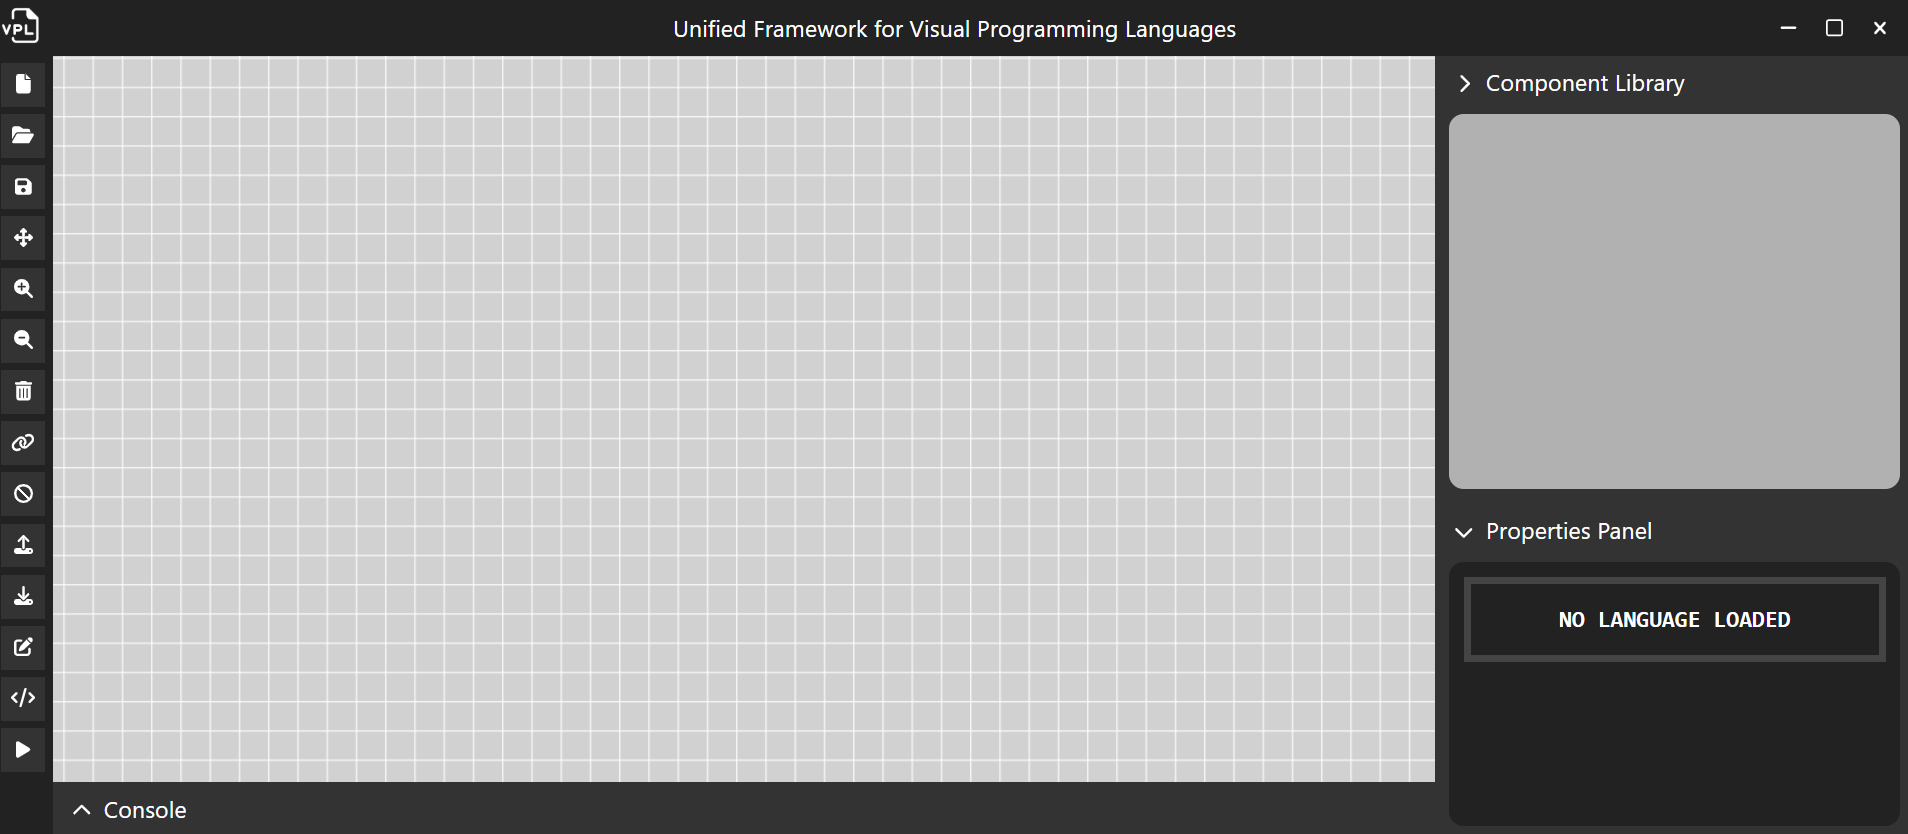 VPL
Unified Framework for Visual Programming Languages
Component Library
Properties Panel
NO LANGUAGE LOADED
Console